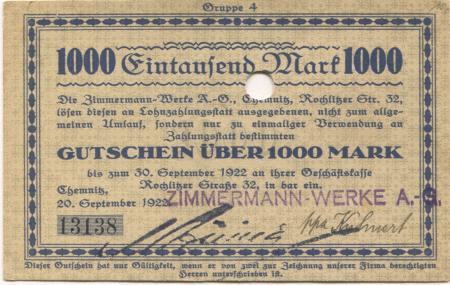 Gruppe 4
1000 Eintausend Mark 1000
Die Zimmermann-Werke A.-G., Chemnitz, Rochlitzer Str. 32,
lösen diesen an Lohnzahlungsstatt ausgegebenen, nicht zum allge-
meinen Umlauf, sondern nur zu einmaliger Verwendung an
Zahlungsstatt bestimmten
GUTSCHEIN ÜBER 1000 MARK
bis zum 30. September 1922 an ihrer Geschäftskasse
Rochlitzer Straße 32, in bar ein.
Chemnitz,
20. September 1922
ZIMMERMANN-WERKE A.-G.
13138
ppa Kühnert
Dieser Gutschein hat nur Gültigkeit, wenn er von zwei zur Zeichnung unserer Firma berechtigten
Herren unterschrieben ist.